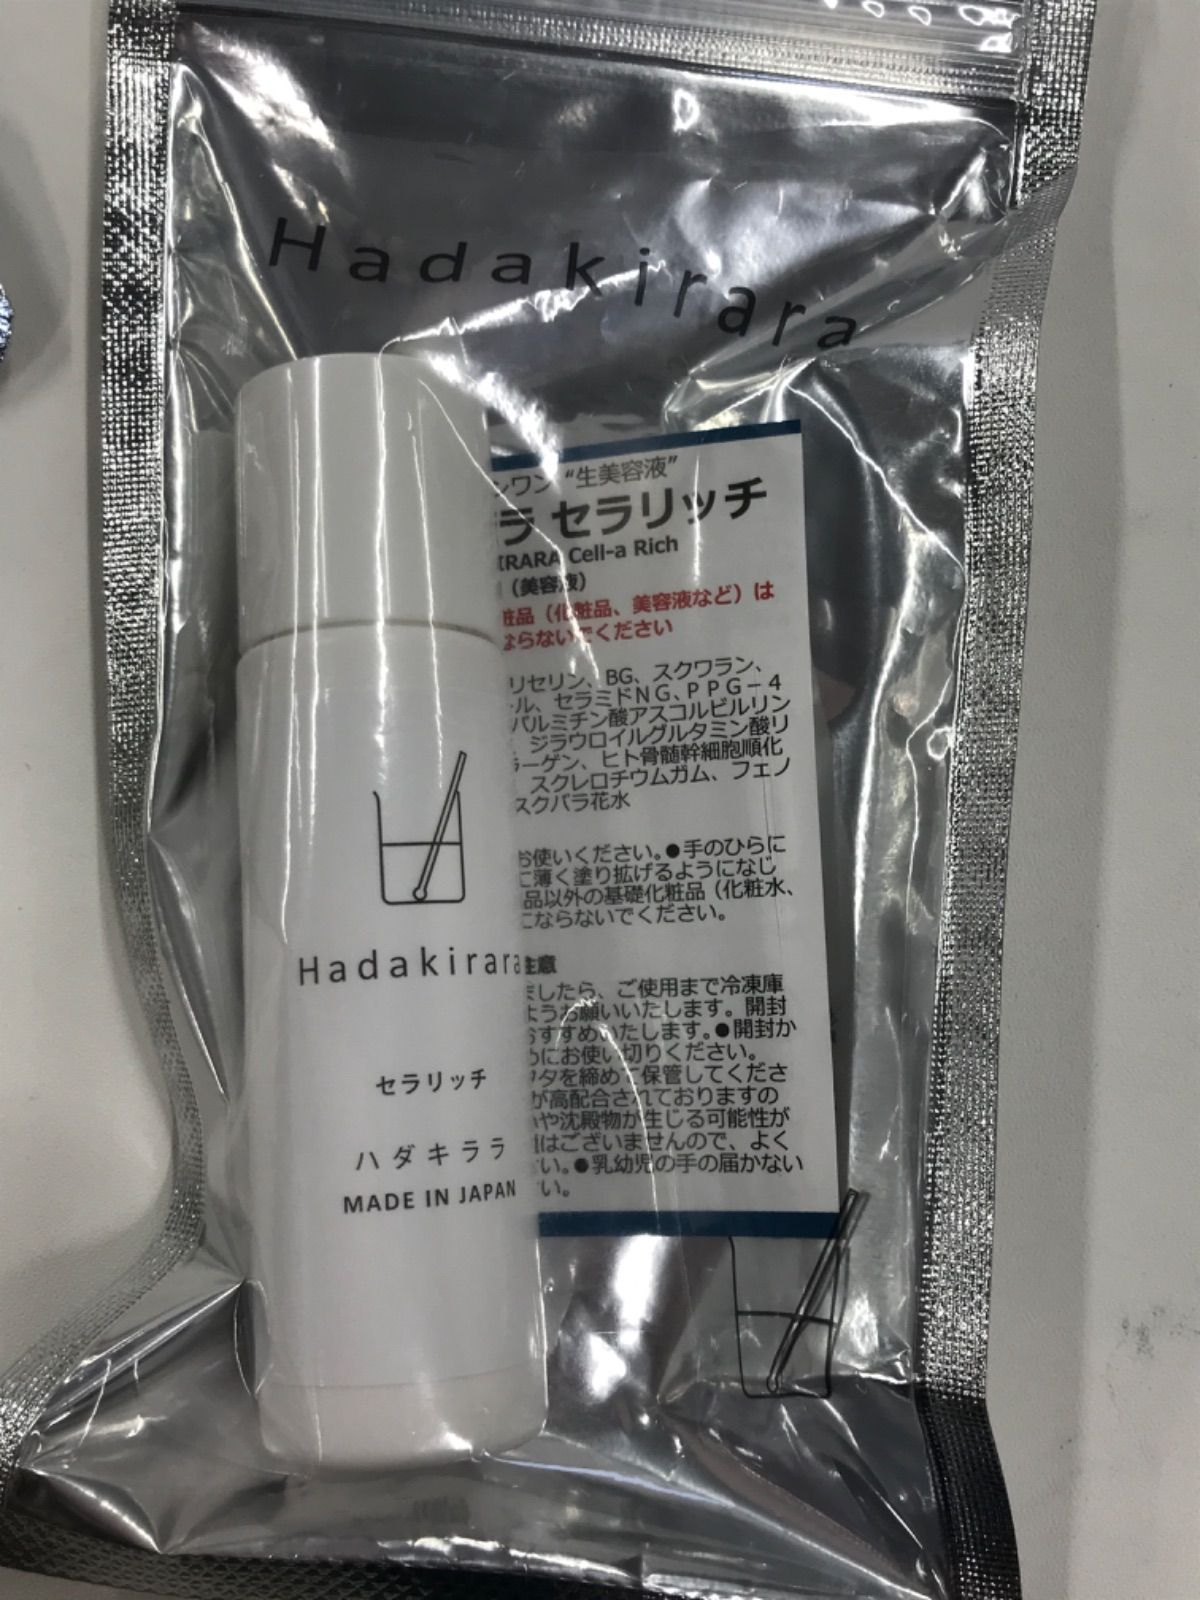 Hadakirara
ンワン“生美容液”
ラ セラリッチ
IRARA Cell-a Rich
（美容液）
粧品（化粧品、美容液など）は
ならないでください
リセリン、BG、スクワラン、
ール、セラミドNG、PPG－4
パルミチン酸アスコルビルリン
ジラウロイルグルタミン酸リ
ラーゲン、ヒト骨髄幹細胞順化
スクレロチウムガム、フェノ
スクバラ花水
お使いください。●手のひらに
に薄く塗り拡げるようになじ
品以外の基礎化粧品（化粧水、
にならないでください。
注意
ましたら、ご使用まで冷凍庫
ようお願いいたします。開封
おすすめいたします。●開封か
めにお使い切りください。
フタを締めて保管してくださ
が高配合されておりますの
や沈殿物が生じる可能性が
はございませんので、よく
い。●乳幼児の手の届かない
い。
Hadakirara
セラリッチ
ハダキララ
MADE IN JAPAN